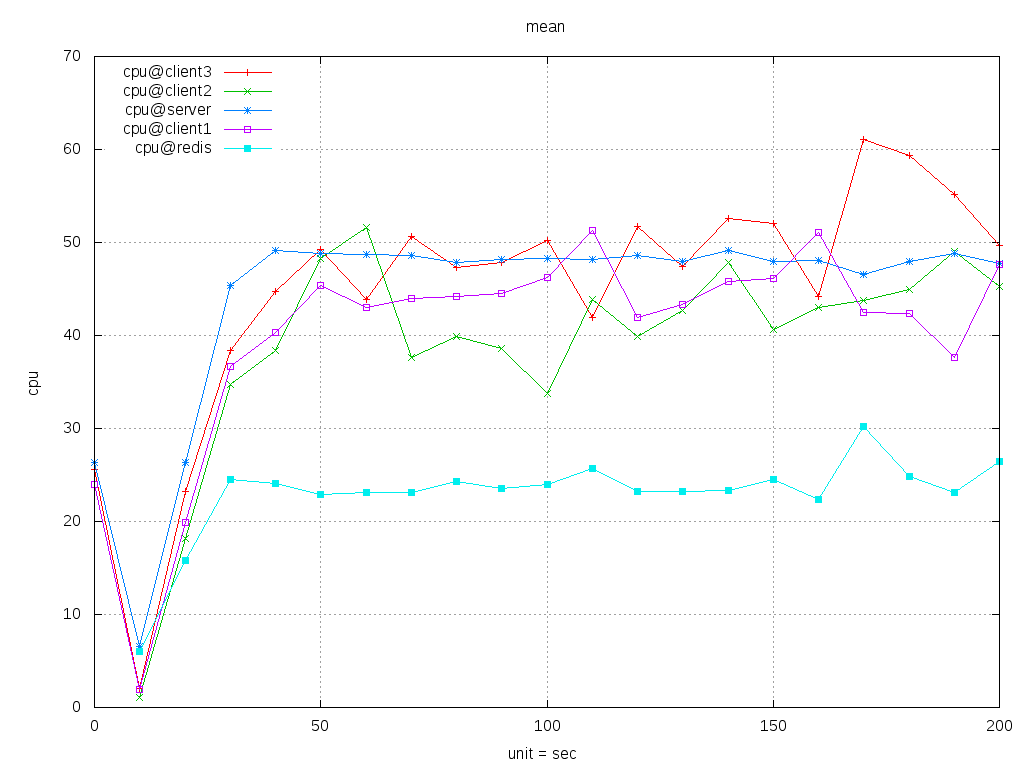 mean
70
60
50
40
30
20
10
0
cpu
cpu@client3
cpu@client2
cpu@server
cpu@client1
cpu@redis
0 50 100 150 200
unit = sec